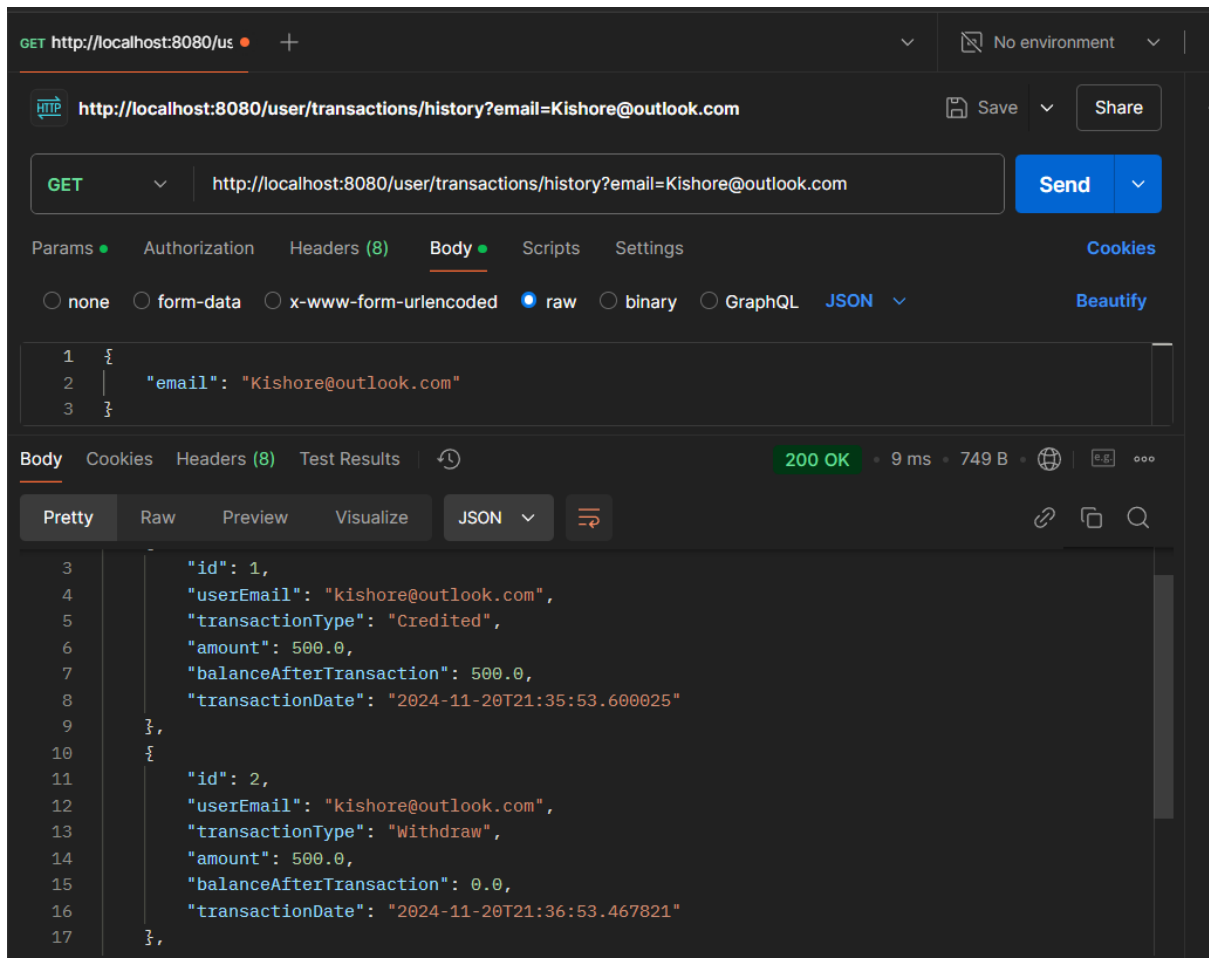 GET http://localhost:8080/us
No environment
HTTP http://localhost:8080/user/transactions/history?email=Kishore@outlook.com Save Share
GET http://localhost:8080/user/transactions/history?email=Kishore@outlook.com Send
Params Authorization Headers (8) Body Scripts Settings Cookies
none form-data x-www-form-urlencoded raw binary GraphQL JSON Beautify
1 {
2 "email": "Kishore@outlook.com"
3 }
Body Cookies Headers (8) Test Results 200 OK • 9 ms • 749 B • e.g. ooo
Pretty Raw Preview Visualize JSON
3 "id": 1,
4 "userEmail": "kishore@outlook.com",
5 "transactionType": "Credited",
6 "amount": 500.0,
7 "balanceAfterTransaction": 500.0,
8 "transactionDate": "2024-11-20T21:35:53.600025"
9 },
10 {
11 "id": 2,
12 "userEmail": "kishore@outlook.com",
13 "transactionType": "Withdraw",
14 "amount": 500.0,
15 "balanceAfterTransaction": 0.0,
16 "transactionDate": "2024-11-20T21:36:53.467821"
17 },